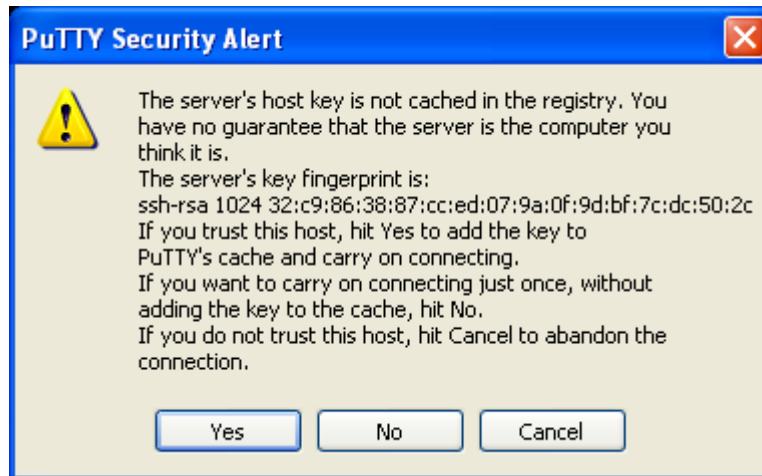 PuTTY Security Alert
The server's host key is not cached in the registry. You
have no guarantee that the server is the computer you
think it is.
The server's key fingerprint is:
ssh-rsa 1024 32:c9:86:38:87:cc:ed:07:9a:0f:9d:bf:7c:dc:50:2c
If you trust this host, hit Yes to add the key to
PuTTY's cache and carry on connecting.
If you want to carry on connecting just once, without
adding the key to the cache, hit No.
If you do not trust this host, hit Cancel to abandon the
connection.
Yes No Cancel